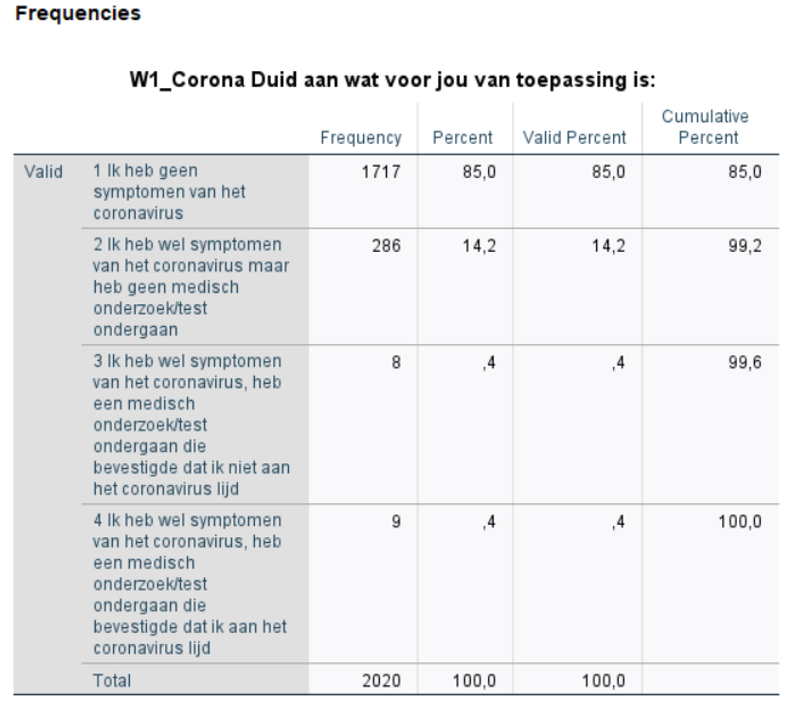 Frequencies
W1_Corona Duid aan wat voor jou van toepassing is:
Frequency Percent Valid Percent Cumulative Percent
Valid 1 Ik heb geen 1717 85,0 85,0 85,0
symptomen van het
coronavirus
2 Ik heb wel symptomen 286 14,2 14,2 99,2
van het coronavirus maar
heb geen medisch
onderzoek/test
ondergaan
3 Ik heb wel symptomen 8 ,4 ,4 99,6
van het coronavirus, heb
een medisch
onderzoek/test
ondergaan die
bevestigde dat ik niet aan
het coronavirus lijd
4 Ik heb wel symptomen 9 ,4 ,4 100,0
van het coronavirus, heb
een medisch
onderzoek/test
ondergaan die
bevestigde dat ik aan het
coronavirus lijd
Total 2020 100,0 100,0